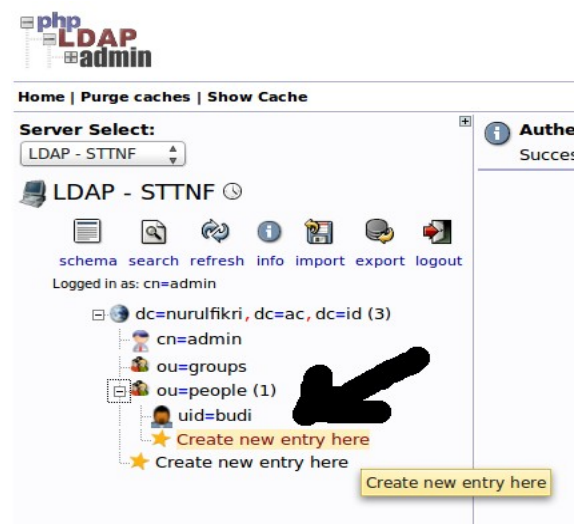 php
LDAP
admin
Home | Purge caches | Show Cache
Server Select:
LDAP - STTNF
Authe
Succes
LDAP - STTNF
schema search refresh info import export logout
Logged in as: cn=admin
dc=nurulfikri, dc=ac, dc=id (3)
cn=admin
ou=groups
ou=people (1)
uid=budi
Create new entry here
Create new entry here
Create new entry here